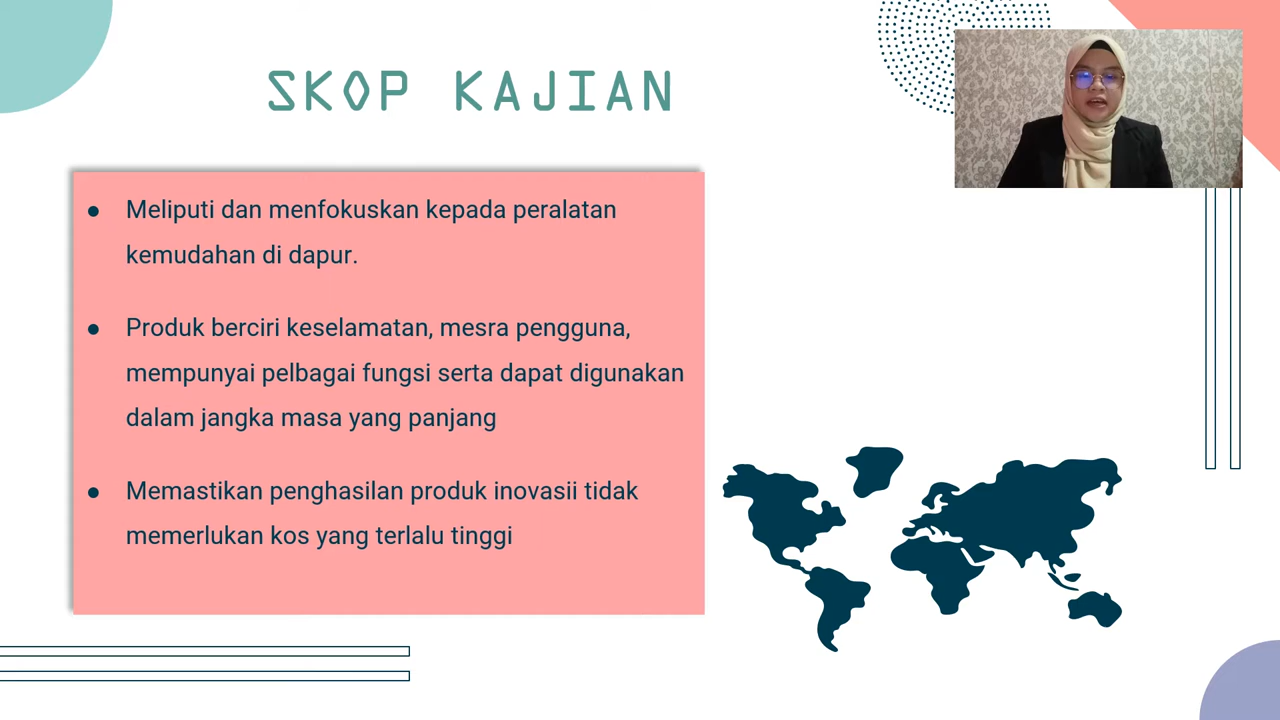 SKOP KAJIAN
● Meliputi dan menfokuskan kepada peralatan
kemudahan di dapur.
● Produk berciri keselamatan, mesra pengguna,
mempunyai pelbagai fungsi serta dapat digunakan
dalam jangka masa yang panjang
● Memastikan penghasilan produk inovasii tidak
memerlukan kos yang terlalu tinggi